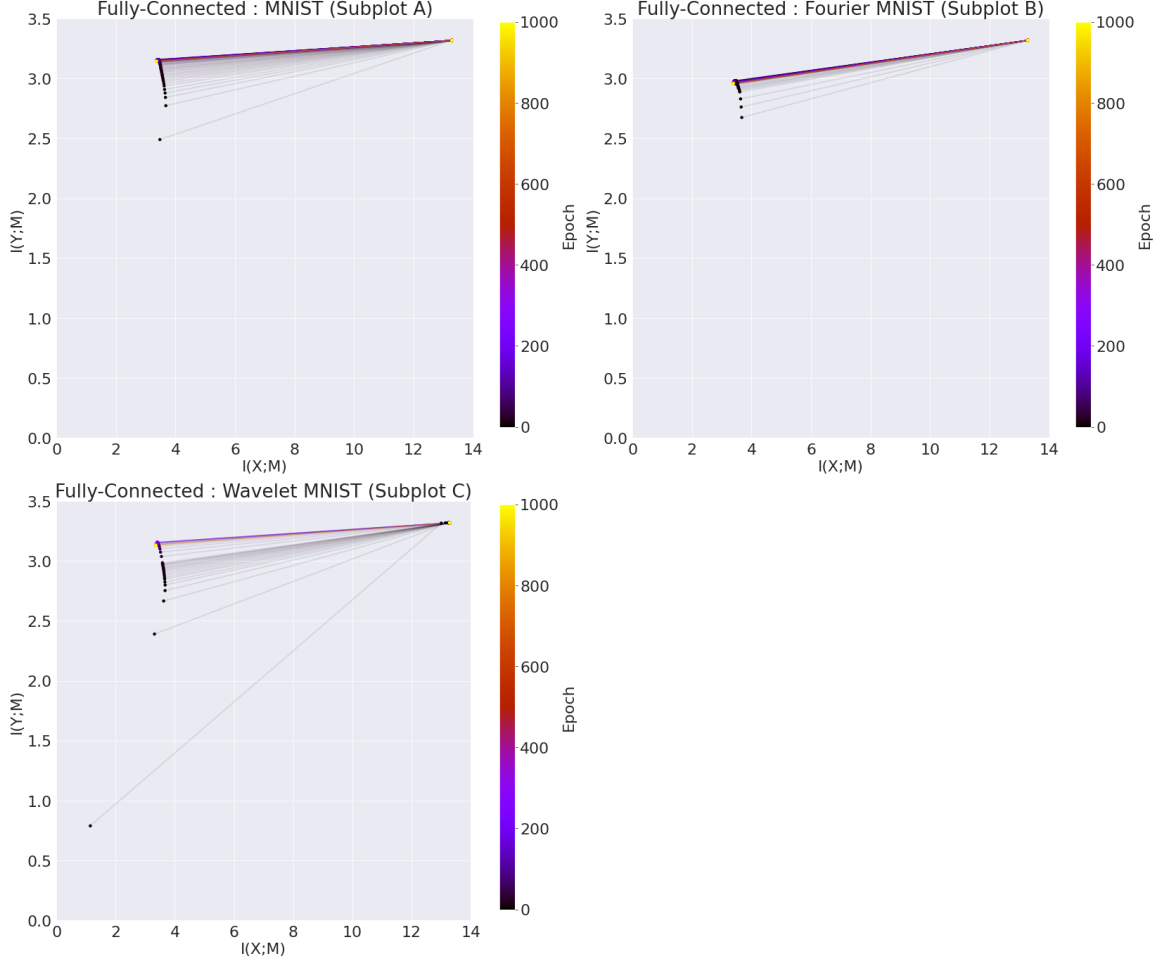 Fully-Connected : MNIST (Subplot A)
3.5
3.0
2.5
2.0
1.5
1.0
0.5
0.0
I(Y;M)
0 2 4 6 8 10 12 14
I(X;M)
1000
800
600
400
200
0
Epoch
Fully-Connected : Fourier MNIST (Subplot B)
3.5
3.0
2.5
2.0
1.5
1.0
0.5
0.0
I(Y;M)
0 2 4 6 8 10 12 14
I(X;M)
1000
800
600
400
200
0
Epoch
Fully-Connected : Wavelet MNIST (Subplot C)
3.5
3.0
2.5
2.0
1.5
1.0
0.5
0.0
I(Y;M)
0 2 4 6 8 10 12 14
I(X;M)
1000
800
600
400
200
0
Epoch